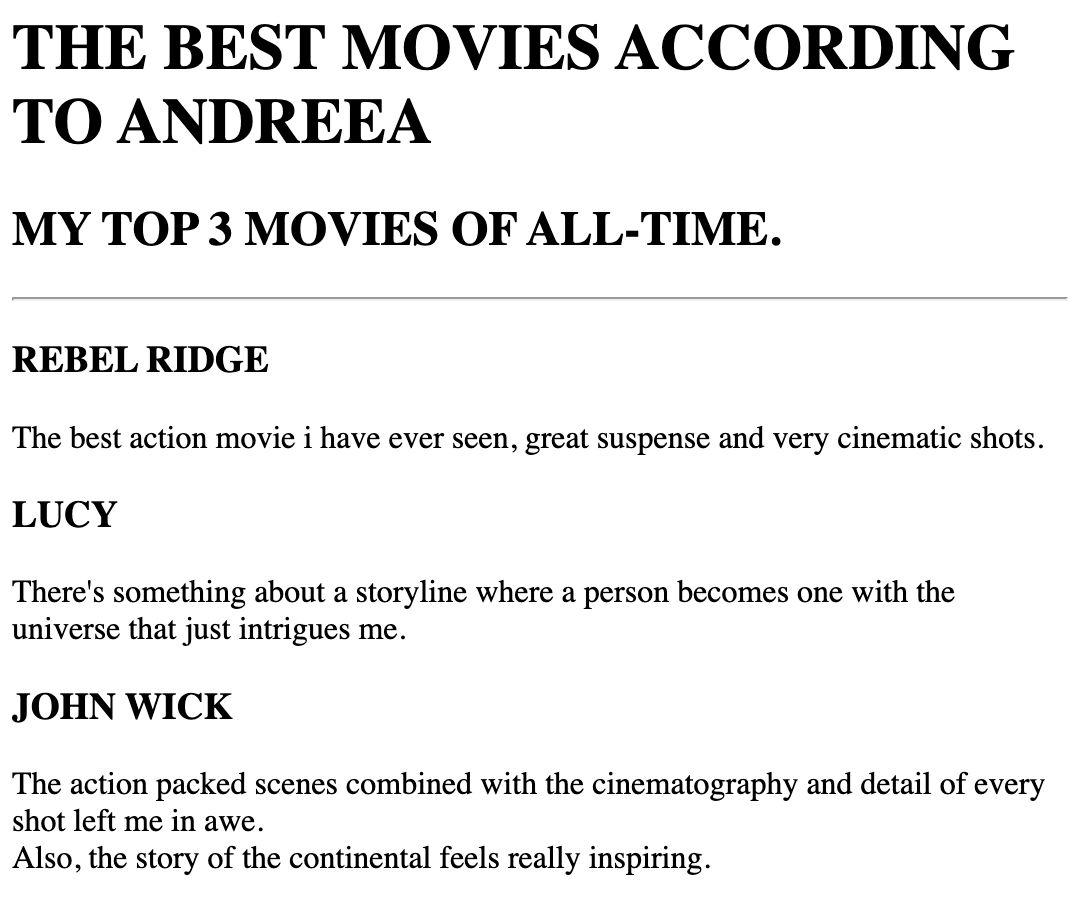 THE BEST MOVIES ACCORDING
TO ANDREEA
MY TOP 3 MOVIES OF ALL-TIME.
REBEL RIDGE
The best action movie i have ever seen, great suspense and very cinematic shots.
LUCY
There's something about a storyline where a person becomes one with the
universe that just intrigues me.
JOHN WICK
The action packed scenes combined with the cinematography and detail of every
shot left me in awe.
Also, the story of the continental feels really inspiring.